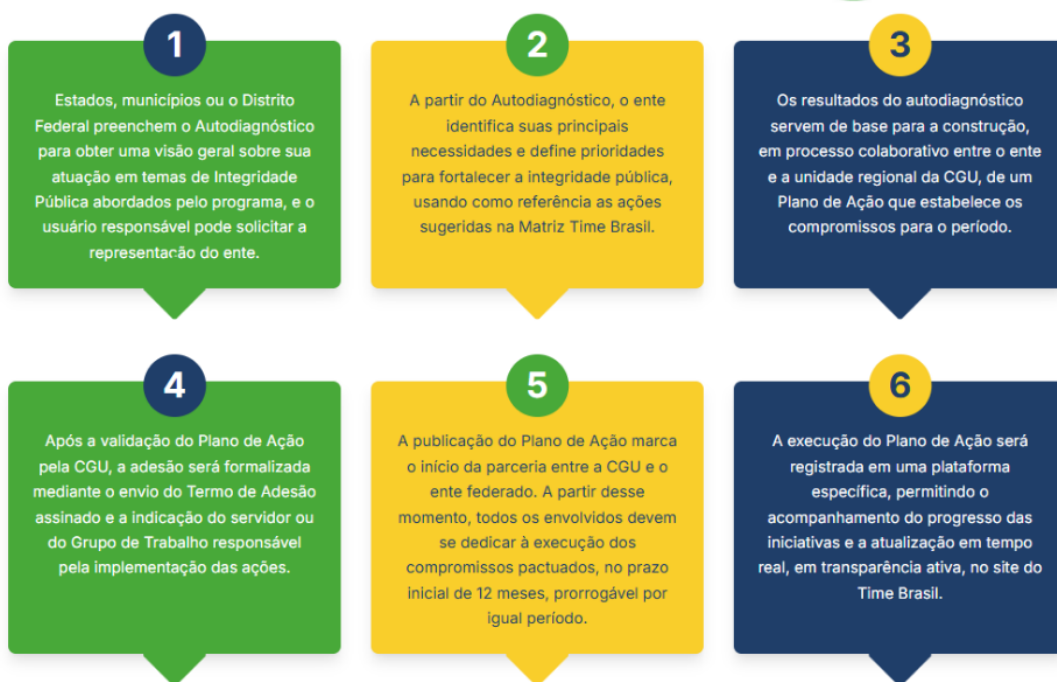 1
Estados, municípios ou o Distrito
Federal preenchem o Autodiagnóstico
para obter uma visão geral sobre sua
atuação em temas de Integridade
Pública abordados pelo programa, e o
usuário responsável pode solicitar a
representação do ente.
2
A partir do Autodiagnóstico, o ente
identifica suas principais
necessidades e define prioridades
para fortalecer a integridade pública,
usando como referência as ações
sugeridas na Matriz Time Brasil.
3
Os resultados do autodiagnóstico
servem de base para a construção,
em processo colaborativo entre o ente
e a unidade regional da CGU, de um
Plano de Ação que estabelece os
compromissos para o período.
4
Após a validação do Plano de Ação
pela CGU, a adesão será formalizada
mediante o envio do Termo de Adesão
assinado e a indicação do servidor ou
do Grupo de Trabalho responsável
pela implementação das ações.
5
A publicação do Plano de Ação marca
o início da parceria entre a CGU e o
ente federado. A partir desse
momento, todos os envolvidos devem
se dedicar à execução dos
compromissos pactuados, no prazo
inicial de 12 meses, prorrogável por
igual período.
6
A execução do Plano de Ação será
registrada em uma plataforma
específica, permitindo o
acompanhamento do progresso das
iniciativas e a atualização em tempo
real, em transparência ativa, no site do
Time Brasil.